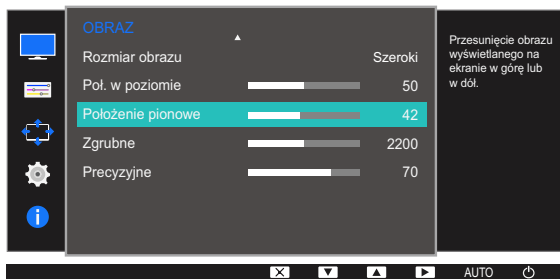 OBRAZ
Rozmiar obrazu Szeroki
Poł. w poziomie 50
Położenie pionowe 42
Zgrubne 2200
Precyzyjne 70
Przesunięcie obrazu
wyświetlanego na
ekranie w górę lub
w dół.
AUTO